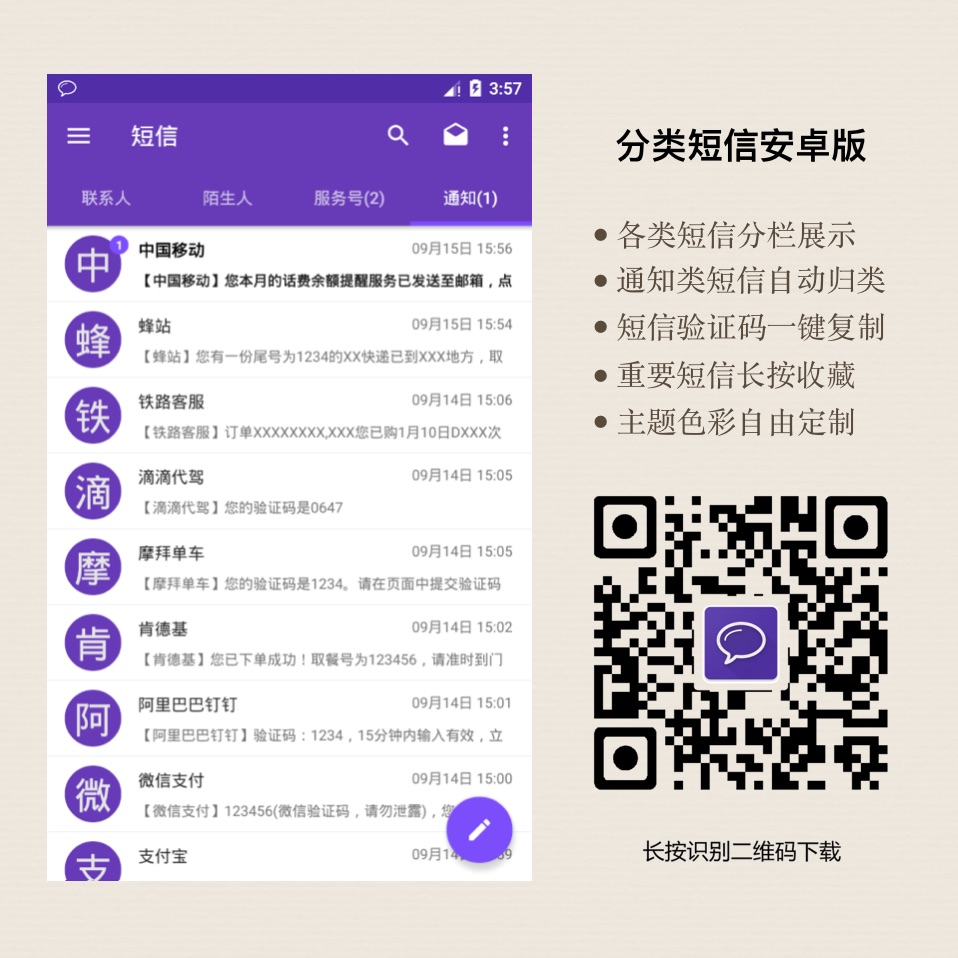 3:57
短信
联系人 陌生人 服务号(2) 通知(1)
中 1 中国移动 09月15日 15:56
【中国移动】您本月的话费余额提醒服务已发送至邮箱，点
蜂 蜂站 09月15日 15:54
【蜂站】您有一份尾号为1234的XX快递已到XXX地方，取
铁 铁路客服 09月14日 15:06
【铁路客服】订单XXXXXXXX,XXX您已购1月10日DXXX次
滴 滴滴代驾 09月14日 15:05
【滴滴代驾】您的验证码是0647
摩 摩拜单车 09月14日 15:05
【摩拜单车】您的验证码是1234。请在页面中提交验证码
肯 肯德基 09月14日 15:02
【肯德基】您已下单成功！取餐号为123456，请准时到门
阿 阿里巴巴钉钉 09月14日 15:01
【阿里巴巴钉钉】验证码：1234，15分钟内输入有效，立
微 微信支付 09月14日 15:00
【微信支付】123456(微信验证码，请勿泄露)，您
支 支付宝 09月14
分类短信安卓版
• 各类短信分栏展示
• 通知类短信自动归类
• 短信验证码一键复制
• 重要短信长按收藏
• 主题色彩自由定制
长按识别二维码下载